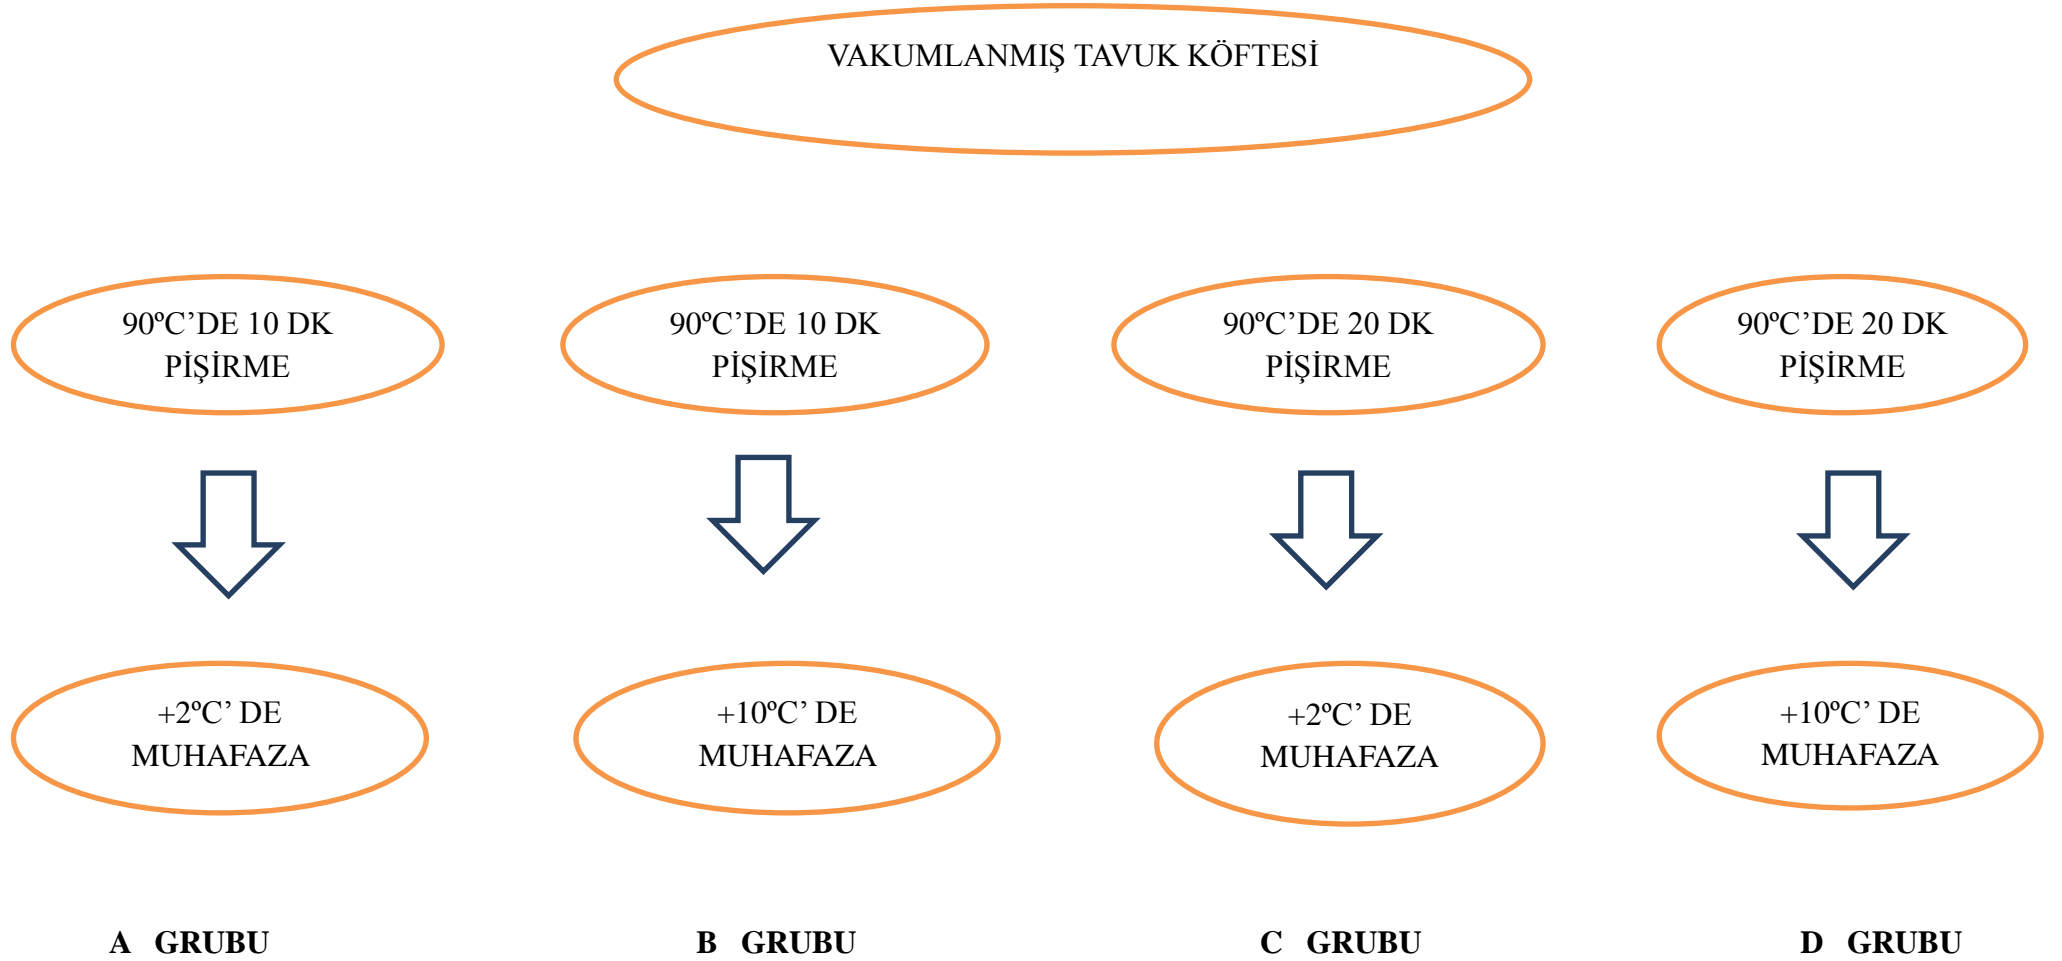 VAKUMLANMIŞ TAVUK KÖFTESİ
90ºC’DE 10 DK
PİŞİRME
90ºC’DE 10 DK
PİŞİRME
90ºC’DE 20 DK
PİŞİRME
90ºC’DE 20 DK
PİŞİRME
+2ºC’ DE
MUHAFAZA
+10ºC’ DE
MUHAFAZA
+2ºC’ DE
MUHAFAZA
+10ºC’ DE
MUHAFAZA
A GRUBU
B GRUBU
C GRUBU
D GRUBU